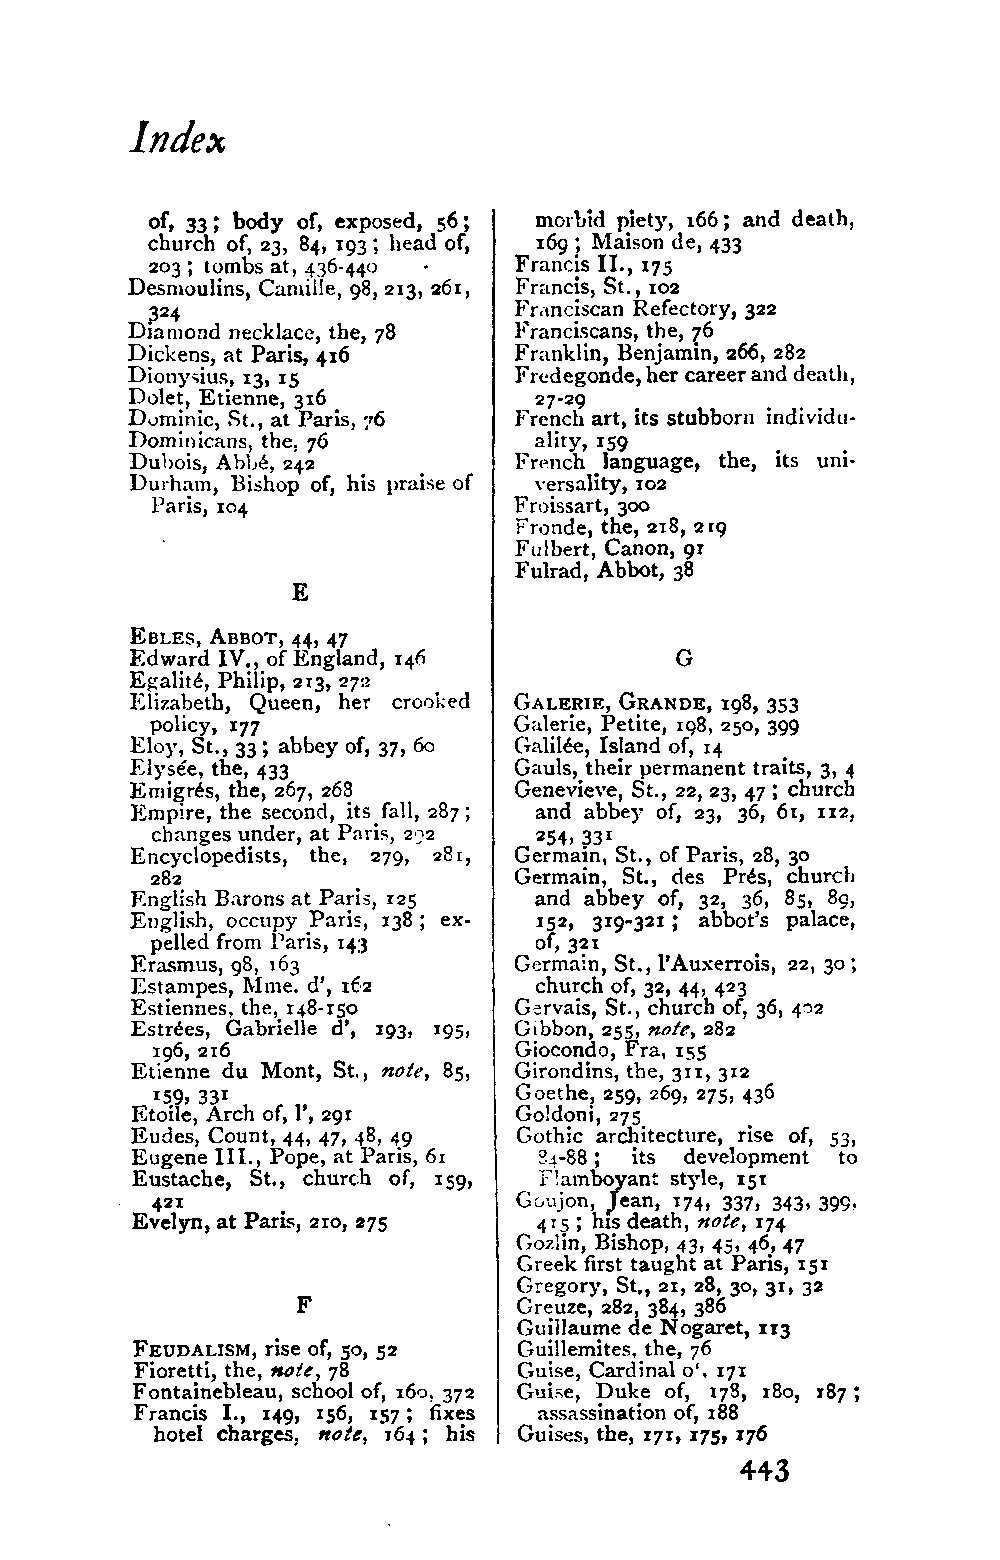 Index
of, 33; body of, exposed, 56;
church of, 23, 84, 193; head of,
203; tombs at, 436-440
Desmoulins, Camille, 98, 213, 261,
324
Diamond necklace, the, 78
Dickens, at Paris, 416
Dionysius, 13, 15
Dolet, Etienne, 316
Dominic, St., at Paris, 76
Dominicans, the, 76
Dubois, Abbé, 242
Durham, Bishop of, his praise of
Paris, 104
E
EBLES, ABBOT, 44, 47
Edward IV., of England, 146
Egalité, Philip, 213, 272
Elizabeth, Queen, her crooked
policy, 177
Eloy, St., 33; abbey of, 37, 60
Elysée, the, 433
Emigrés, the, 267, 268
Empire, the second, its fall, 287;
changes under, at Paris, 292
Encyclopedists, the, 279, 281,
282
English Barons at Paris, 125
English, occupy Paris, 138; ex-
pelled from Paris, 143
Erasmus, 98, 163
Estampes, Mme. d', 162
Estiennes, the, 148-150
Estrées, Gabrielle d', 193, 195,
196, 216
Etienne du Mont, St., note, 85,
159, 331
Etoile, Arch of, l', 291
Eudes, Count, 44, 47, 48, 49
Eugene III., Pope, at Paris, 61
Eustache, St., church of, 159,
421
Evelyn, at Paris, 210, 275
F
FEUDALISM, rise of, 50, 52
Fioretti, the, note, 78
Fontainebleau, school of, 160, 372
Francis I., 149, 156, 157; fixes
hotel charges, note, 164; his
morbid piety, 166; and death,
169; Maison de, 433
Francis II., 175
Francis, St., 102
Franciscan Refectory, 322
Franciscans, the, 76
Franklin, Benjamin, 266, 282
Fredegonde, her career and death,
27-29
French art, its stubborn individu-
ality, 159
French language, the, its uni-
versality, 102
Froissart, 300
Fronde, the, 218, 219
Fulbert, Canon, 91
Fulrad, Abbot, 38
G
GALERIE, GRANDE, 198, 353
Galerie, Petite, 198, 250, 399
Galilée, Island of, 14
Gauls, their permanent traits, 3, 4
Genevieve, St., 22, 23, 47; church
and abbey of, 23, 36, 61, 112,
254, 331
Germain, St., of Paris, 28, 30
Germain, St., des Prés, church
and abbey of, 32, 36, 85, 89,
152, 319-321; abbot's palace,
of, 321
Germain, St., l'Auxerrois, 22, 30;
church of, 32, 44, 423
Gervais, St., church of, 36, 402
Gibbon, 255, note, 282
Giocondo, Fra, 155
Girondins, the, 311, 312
Goethe, 259, 269, 275, 436
Goldoni, 275
Gothic architecture, rise of, 53,
84-88; its development to
Flamboyant style, 151
Goujon, Jean, 174, 337, 343, 399,
415; his death, note, 174
Gozlin, Bishop, 43, 45, 46, 47
Greek first taught at Paris, 151
Gregory, St., 21, 28, 30, 31, 32
Greuze, 282, 384, 386
Guillaume de Nogaret, 113
Guillemites, the, 76
Guise, Cardinal of, 171
Guise, Duke of, 178, 180, 187;
assassination of, 188
Guises, the, 171, 175, 176
443